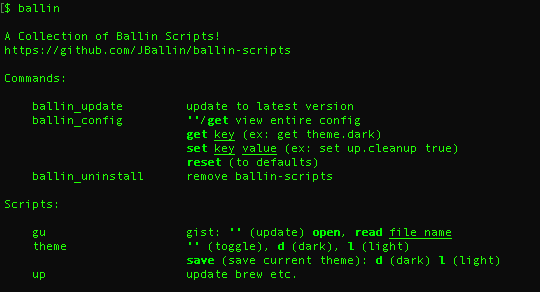 [$ ballin
A Collection of Ballin Scripts!
https://github.com/JBallin/ballin-scripts
Commands:
ballin_update update to latest version
ballin_config ''/get view entire config
get key (ex: get theme.dark)
set key value (ex: set up.cleanup true)
reset (to defaults)
ballin_uninstall remove ballin-scripts
Scripts:
gu gist: '' (update) open, read file name
theme '' (toggle), d (dark), l (light)
save (save current theme): d (dark) l (light)
up update brew etc.